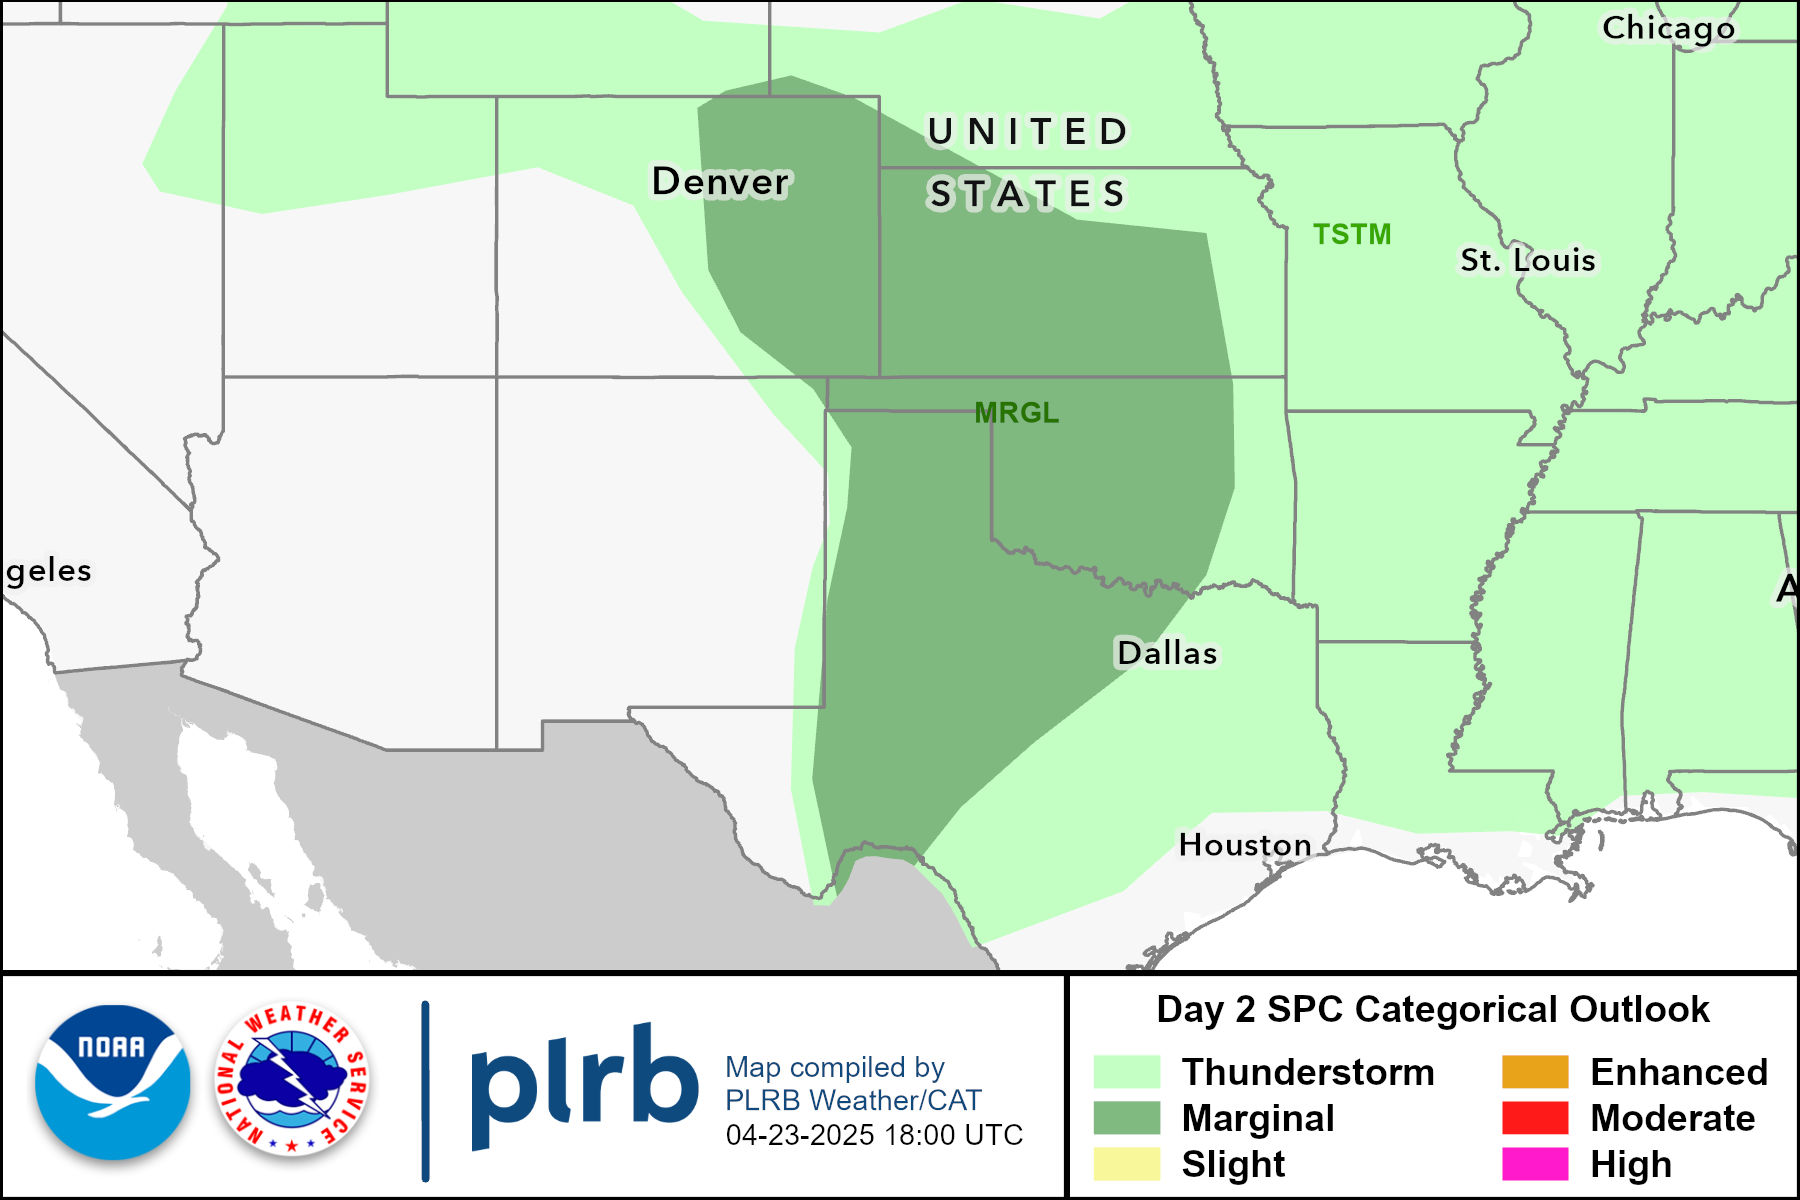 Chicago
UNITED
Denver
STATES
TSTM
St. Louis
MRGL
geles
A
Dallas
Houston
NOAA
NATIONAL WEATHER SERVICE
plrb
Map compiled by
PLRB Weather/CAT
04-23-2025 18:00 UTC
Day 2 SPC Categorical Outlook
Thunderstorm
Marginal
Slight
Enhanced
Moderate
High